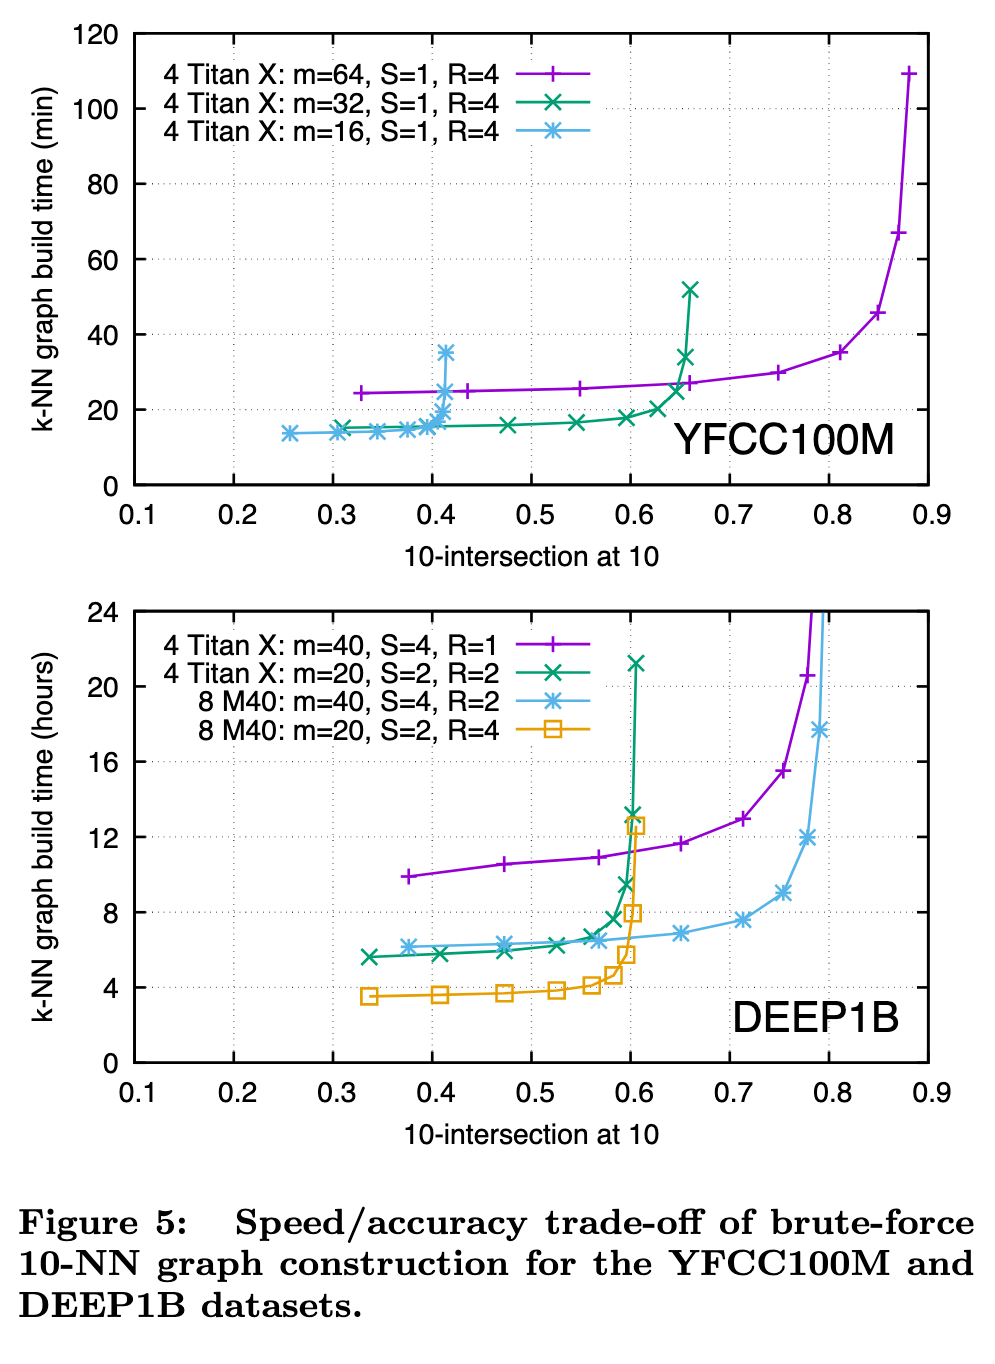 120
100
80
60
40
20
0
k-NN graph build time (min)
4 Titan X: m=64, S=1, R=4
4 Titan X: m=32, S=1, R=4
4 Titan X: m=16, S=1, R=4
YFCC100M
0.1 0.2 0.3 0.4 0.5 0.6 0.7 0.8 0.9
10-intersection at 10
24
20
16
12
8
4
0
k-NN graph build time (hours)
4 Titan X: m=40, S=4, R=1
4 Titan X: m=20, S=2, R=2
8 M40: m=40, S=4, R=2
8 M40: m=20, S=2, R=4
DEEP1B
0.1 0.2 0.3 0.4 0.5 0.6 0.7 0.8 0.9
10-intersection at 10
Figure 5: Speed/accuracy trade-off of brute-force
10-NN graph construction for the YFCC100M and
DEEP1B datasets.